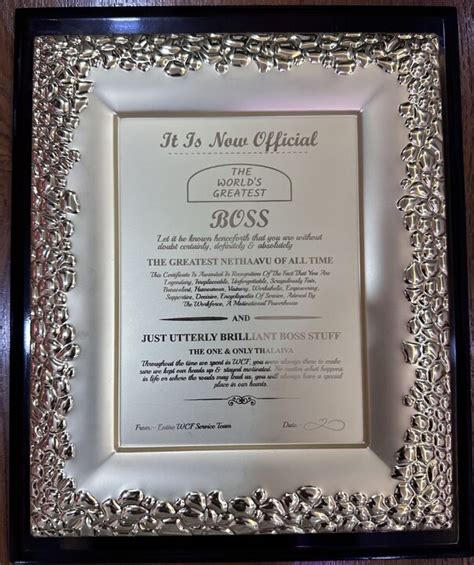 It Is Now Official
THE
WORLD'S
GREATEST
BOSS
Let it be known henceforth that you are without
doubt certainly, definitely & absolutely
THE GREATEST NETHAAVU OF ALL TIME
This Certificate Is Awarded In Recognition Of The Fact That You Are
Legendary, Irreplaceable, Unforgetable, Scrupulously Fair,
Benevolent, Humourous, Visionary, Workaholic, Empowering,
Supportive, Decisive, Encyclopedia Of Service, Adored By
The Workforce, A Motivational Powerhouse
AND
JUST UTTERLY BRILLIANT BOSS STUFF
THE ONE & ONLY THALAIVA
Throughout the time we spent in WCF, you were always there to make
sure we kept our heads up & stayed motivated. No matter what happens
in life or where the roads may lead us, you will always have a special
place in our hearts.
From:- Entire WCF Service Team
Date:-